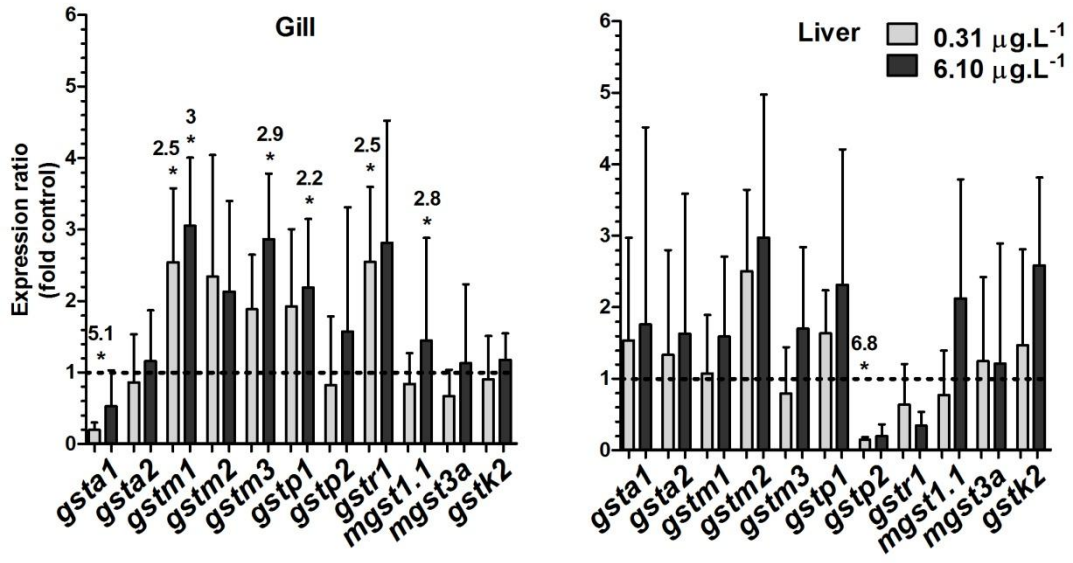 Gill
Expression ratio
(fold control)
6
5
4
3
2
1
0
5.1
*
2.5
*
3
*
2.9
*
2.2
*
2.5
*
2.8
*
gsta1
gsta2
gstm1
gstm2
gstm3
gstp1
gstp2
gstr1
mgst1.1
mgst3a
gstk2
Liver
0.31 µg.L-1
6.10 µg.L-1
6
5
4
3
2
1
0
6.8
*
gsta1
gsta2
gstm1
gstm2
gstm3
gstp1
gstp2
gstr1
mgst1.1
mgst3a
gstk2